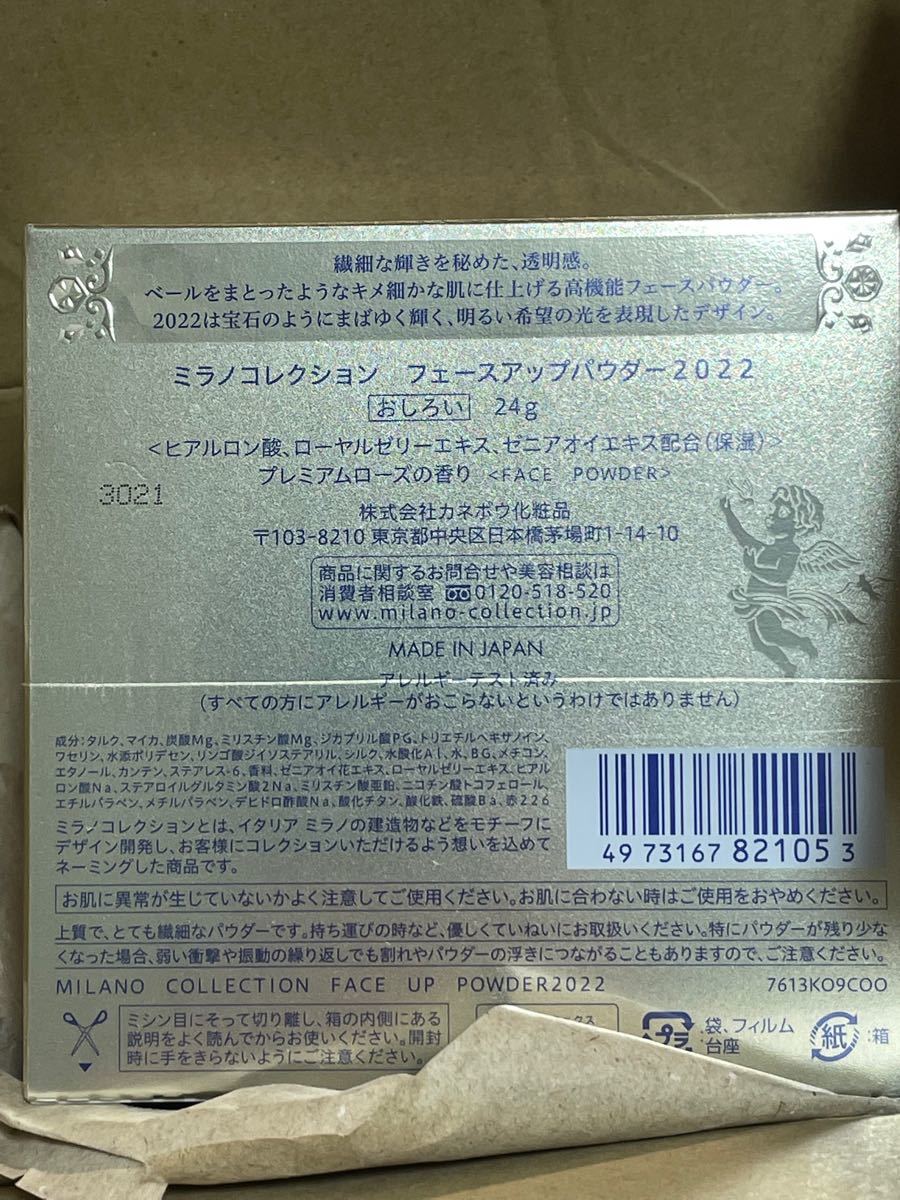 繊細な輝きを秘めた、透明感。
ベールをまとったようなキメ細かな肌に仕上げる高機能フェースパウダー。
2022は宝石のようにまばゆく輝く、明るい希望の光を表現したデザイン。
ミラノコレクション　フェースアップパウダー2022
おしろい 24g
<ヒアルロン酸、ローヤルゼリーエキス、ゼニアオイエキス配合(保湿)>
プレミアムローズの香り <FACE POWDER>
3021
株式会社カネボウ化粧品
〒103-8210 東京都中央区日本橋茅場町1-14-10
商品に関するお問合せや美容相談は
消費者相談室 0120-518-520
www.milano-collection.jp
MADE IN JAPAN
アレルギーテスト済み
(すべての方にアレルギーがおこらないというわけではありません)
成分:タルク、マイカ、炭酸Mg、ミリスチン酸Mg、ジカプリル酸PG、トリエチルヘキサノイン、
ワセリン、水添ポリデセン、リンゴ酸ジイソステアリル、シルク、水酸化Al、水、BG、メチコン、
エタノール、カンテン、ステアレス-6、香料、ゼニアオイ花エキス、ローヤルゼリーエキス、ヒアル
ロン酸Na、ステアロイルグルタミン酸2Na、ミリスチン酸亜鉛、ニコチン酸トコフェロール、
エチルパラベン、メチルパラベン、デヒドロ酢酸Na、酸化チタン、酸化鉄、硫酸Ba、赤226
ミラノコレクションとは、イタリア ミラノの建造物などをモチーフに
デザイン開発し、お客様にコレクションいただけるよう想いを込めて
ネーミングした商品です。
49 73167 82105 3
お肌に異常が生じていないかよく注意してご使用ください。お肌に合わない時はご使用をおやめください。
上質で、とても繊細なパウダーです。持ち運びの時など、優しくていねいにお取扱いください。特にパウダーが残り少な
くなった場合、弱い衝撃や振動の繰り返しでも割れやパウダーの浮きにつながることもありますので、ご注意ください。
MILANO COLLECTION FACE UP POWDER2022 7613KO9COO
ミシン目にそって切り離し、箱の内側にある
説明をよく読んでからお使いください。開封
時に手をきらないようにご注意ください。
プラ 袋、フィルム
台座
紙 :箱